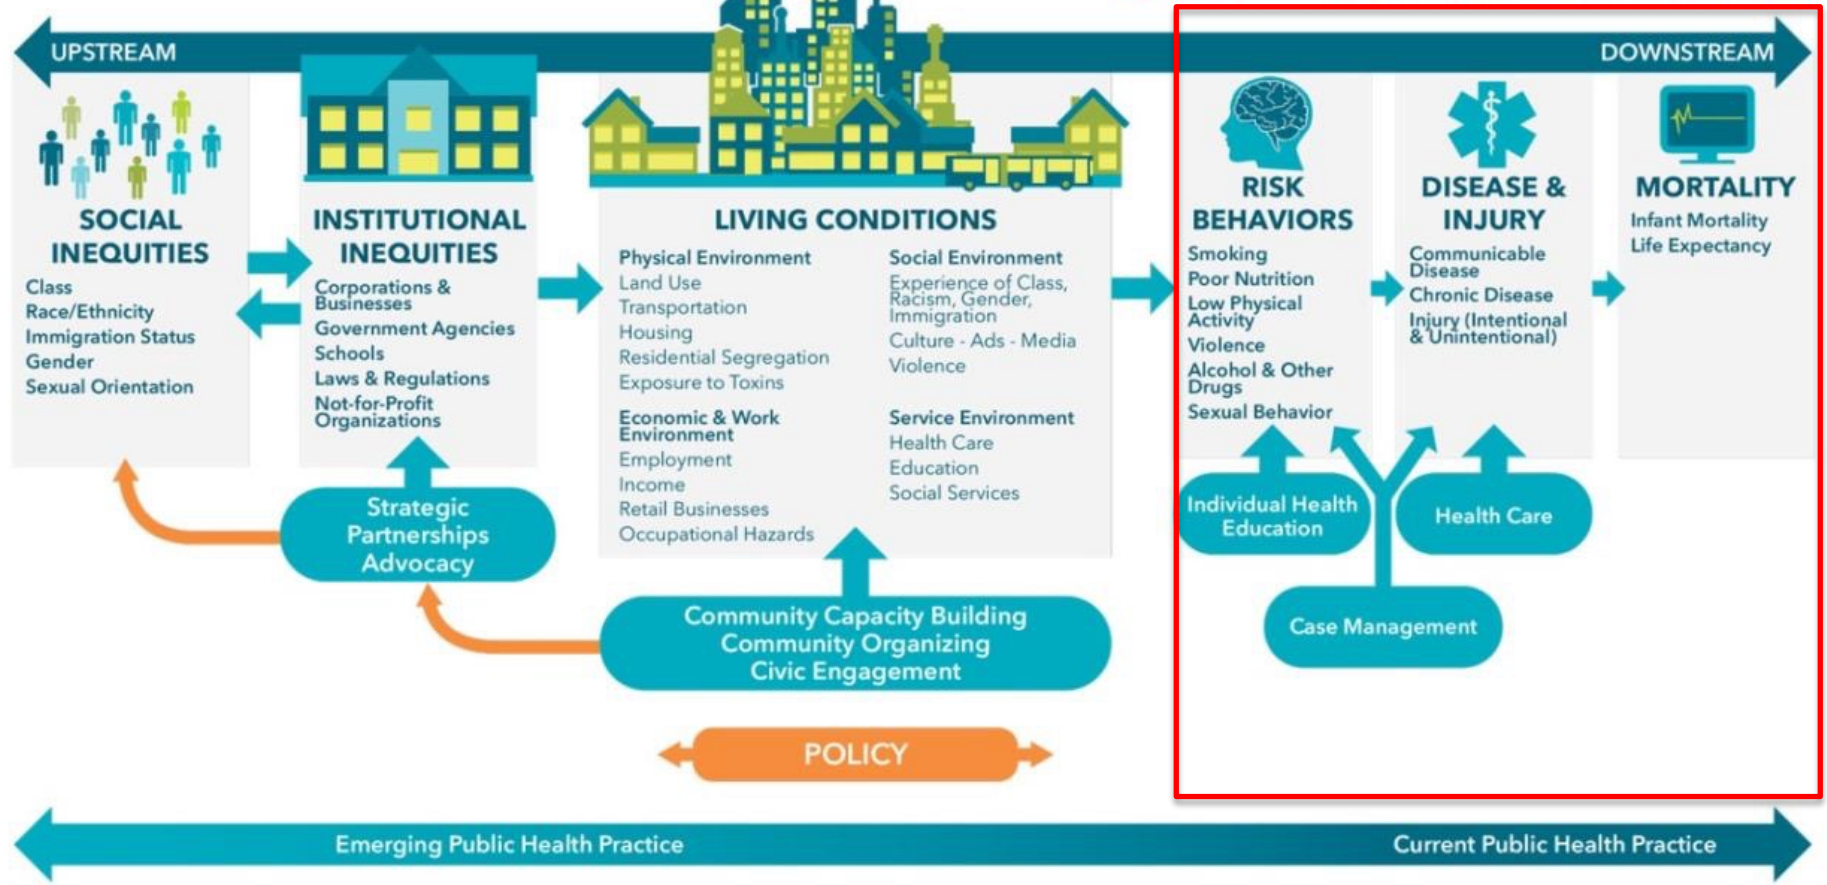 UPSTREAM
DOWNSTREAM
SOCIAL
INEQUITIES
Class
Race/Ethnicity
Immigration Status
Gender
Sexual Orientation
INSTITUTIONAL
INEQUITIES
Corporations &
Businesses
Government Agencies
Schools
Laws & Regulations
Not-for-Profit
Organizations
LIVING CONDITIONS
Physical Environment
Land Use
Transportation
Housing
Residential Segregation
Exposure to Toxins
Economic & Work
Environment
Employment
Income
Retail Businesses
Occupational Hazards
Social Environment
Experience of Class,
Racism, Gender,
Immigration
Culture - Ads - Media
Violence
Service Environment
Health Care
Education
Social Services
RISK
BEHAVIORS
Smoking
Poor Nutrition
Low Physical
Activity
Violence
Alcohol & Other
Drugs
Sexual Behavior
DISEASE &
INJURY
Communicable
Disease
Chronic Disease
Injury (Intentional
& Unintentional)
MORTALITY
Infant Mortality
Life Expectancy
Strategic
Partnerships
Advocacy
Community Capacity Building
Community Organizing
Civic Engagement
Individual Health
Education
Health Care
Case Management
POLICY
Emerging Public Health Practice
Current Public Health Practice